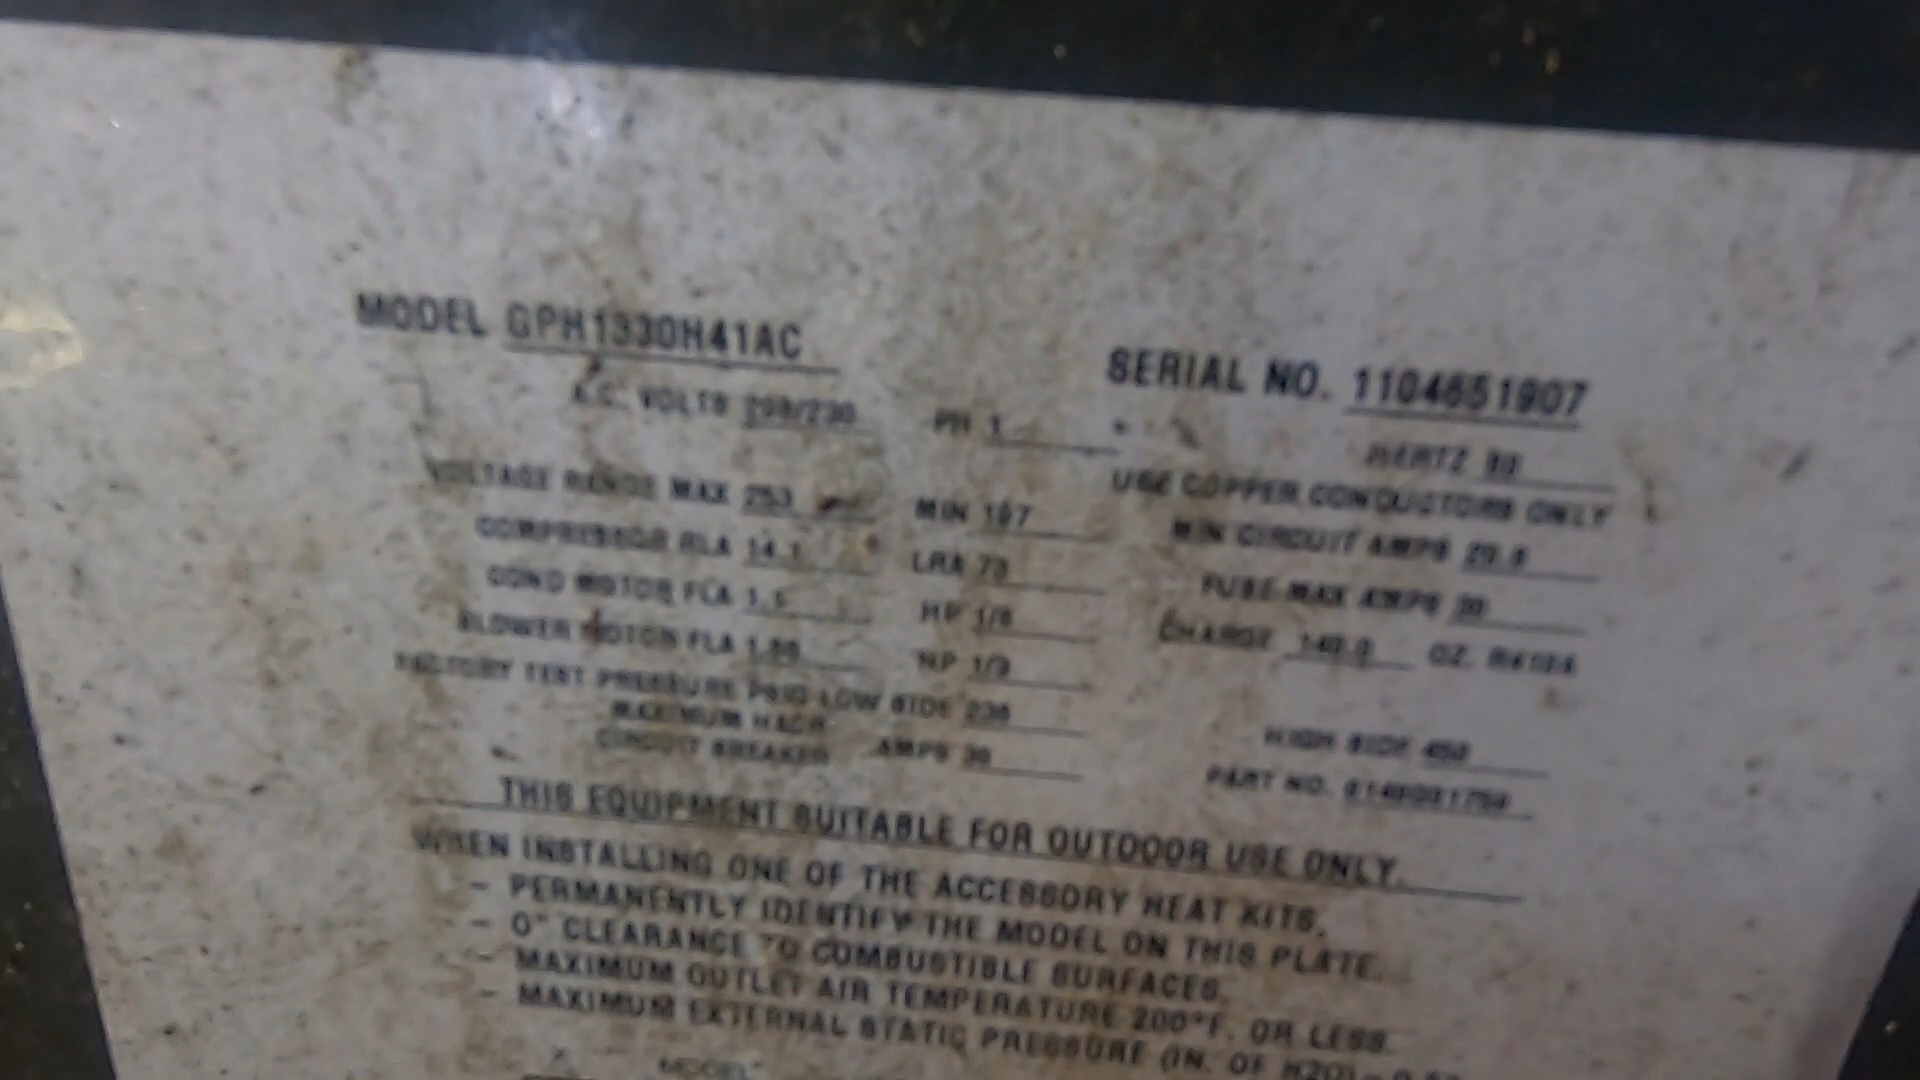 MODEL GPH1330H41AC
SERIAL NO. 1104651907
A.C. VOLTS 208/230 PH 1 HERTZ 60
VOLTAGE RANGE MAX 253 MIN 197 USE COPPER CONDUCTORS ONLY
COMPRESSOR RLA 14.1 LRA 73 MIN CIRCUIT AMPS
COND MOTOR FLA HP FUSE MAX AMPS 30
BLOWER MOTOR FLA HP 1/3 CHARGE OZ. R410A
FACTORY TEST PRESSURE PSIG LOW SIDE HIGH SIDE 450
MAXIMUM HACR
CIRCUIT BREAKER AMPS 30 PART NO.
THIS EQUIPMENT SUITABLE FOR OUTDOOR USE ONLY.
WHEN INSTALLING ONE OF THE ACCESSORY HEAT KITS,
- PERMANENTLY IDENTIFY THE MODEL ON THIS PLATE.
- 0" CLEARANCE TO COMBUSTIBLE SURFACES.
- MAXIMUM OUTLET AIR TEMPERATURE 200°F. OR LESS.
- MAXIMUM EXTERNAL STATIC PRESSURE (IN. OF H2O) -
MODEL